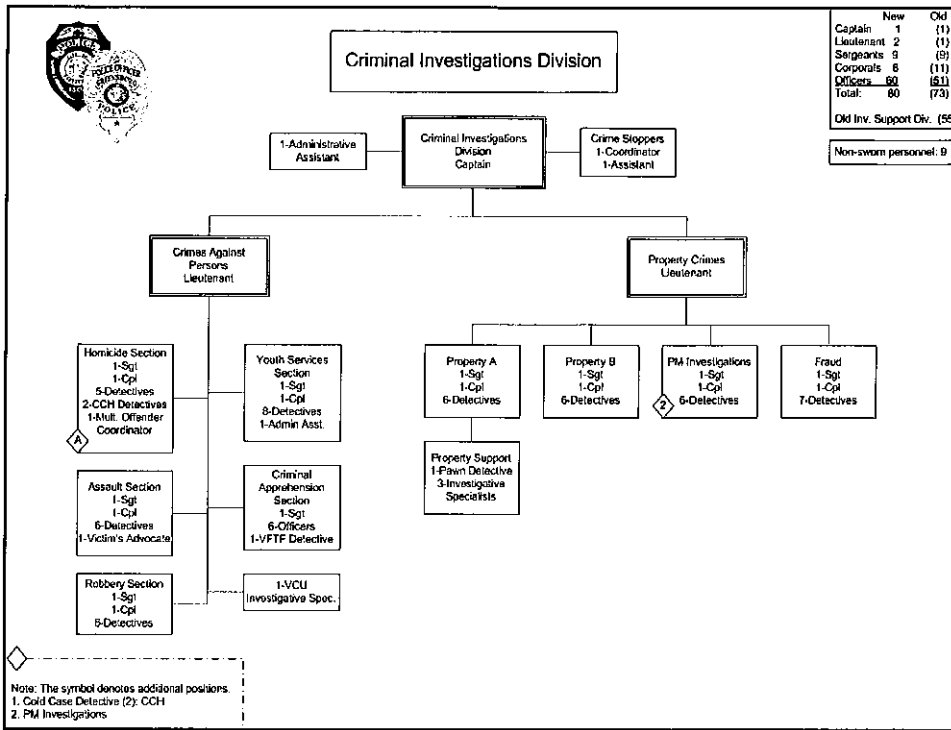 POLICE
POLICE OFFICER
GREENSBORO
POLICE
Criminal Investigations Division
New Old
Captain 1 (1)
Lieutenant 2 (1)
Sergeants 9 (9)
Corporals 8 (11)
Officers 60 (51)
Total: 80 (73)
Old Inv. Support Div. (55
Non-sworn personnel: 9
1-Administrative
Assistant
Criminal Investigations
Division
Captain
Crime Stoppers
1-Coordinator
1-Assistant
Crimes Against
Persons
Lieutenant
Property Crimes
Lieutenant
Homicide Section
1-Sgt
1-Cpl
5-Detectives
2-CCH Detectives
1-Mult. Offender
Coordinator
A
Youth Services
Section
1-Sgt
1-Cpl
8-Detectives
1-Admin Asst.
Property A
1-Sgt
1-Cpl
6-Detectives
Property B
1-Sgt
1-Cpl
6-Detectives
PM Investigations
1-Sgt
1-Cpl
6-Detectives
2
Fraud
1-Sgt
1-Cpl
7-Detectives
Property Support
1-Pawn Detective
3-Investigative
Specialists
Assault Section
1-Sgt
1-Cpl
6-Detectives
1-Victim's Advocate
Criminal
Apprehension
Section
1-Sgt
6-Officers
1-VFTF Detective
Robbery Section
1-Sgt
1-Cpl
6-Detectives
1-VCU
Investigative Spec.
Note: The symbol denotes additional positions.
1. Cold Case Detective (2): CCH
2. PM Investigations